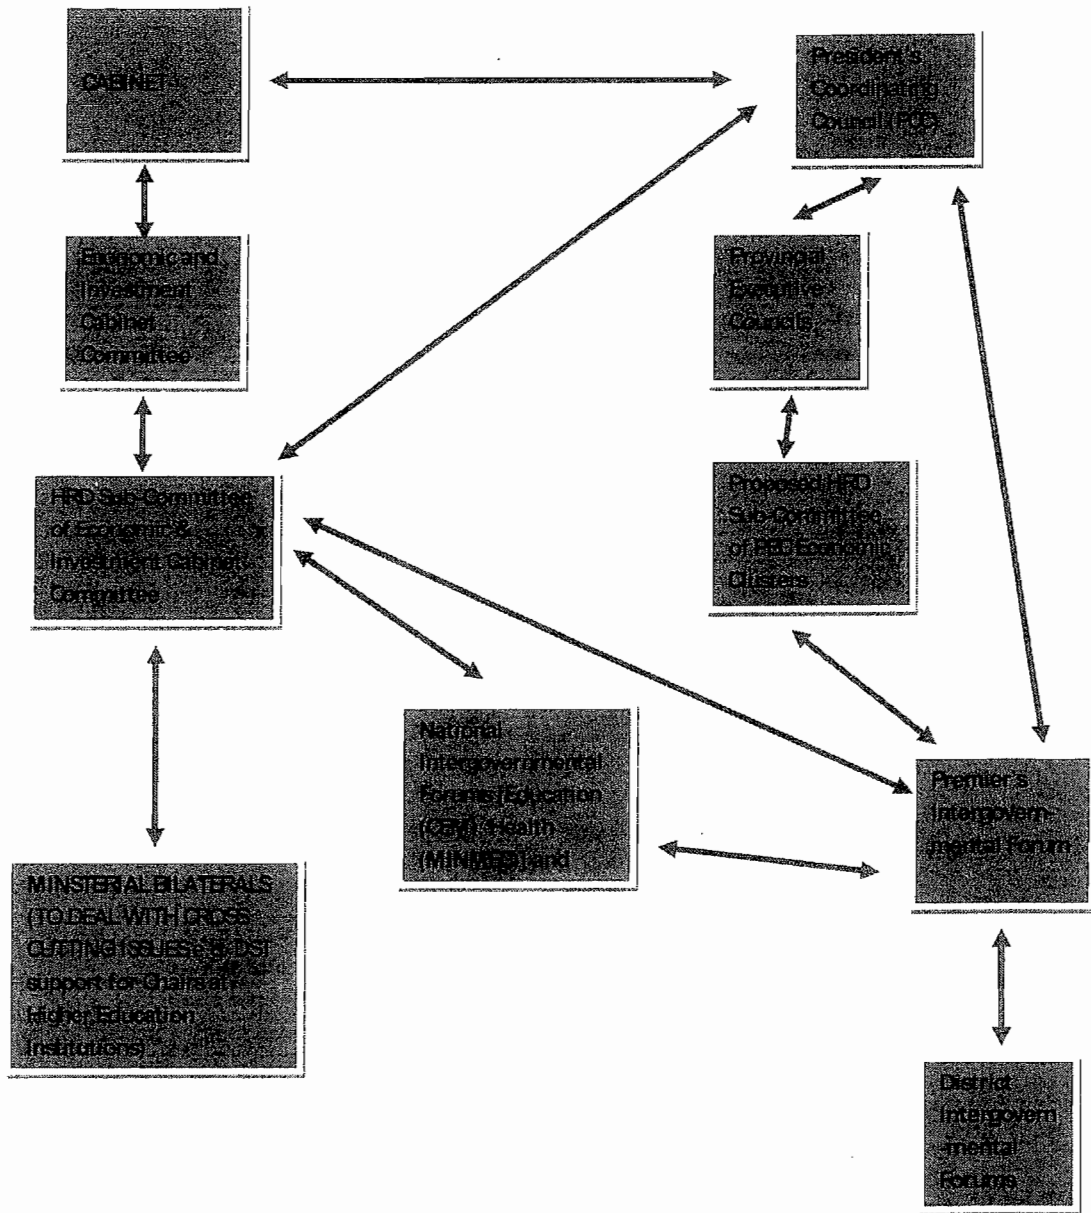 CABINET
President's
Coordinating
Council (PCC)
Economic and
Investment
Cabinet
Committee
Provincial
Executive
Councils
HRD Sub-Committee
of Economic &
Investment Cabinet
Committee
Proposed HRD
Sub-Committee
of PEC Economic
Clusters
National
Intergovernmental
Forums (Education
(CEM), Health
(MINMEC)) and
Premier's
Intergovern-
mental Forum
MINSTERIAL BILATERALS
(TO DEAL WITH CROSS
CUTTING ISSUES DST
support for Chairs at
Higher Education
Institutions)
District
Intergovern
-mental
Forums